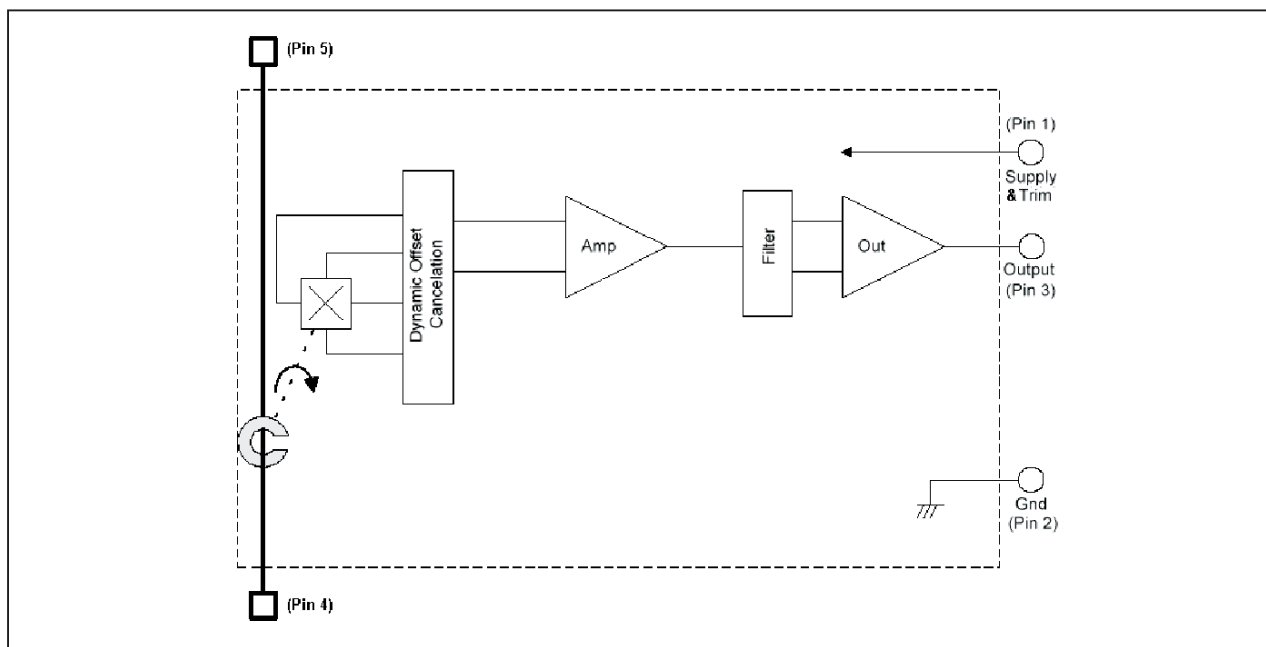 (Pin 5)
(Pin 1)
Supply
& Trim
Dynamic Offset
Cancelation
Amp
Filter
Out
Output
(Pin 3)
Gnd
(Pin 2)
(Pin 4)